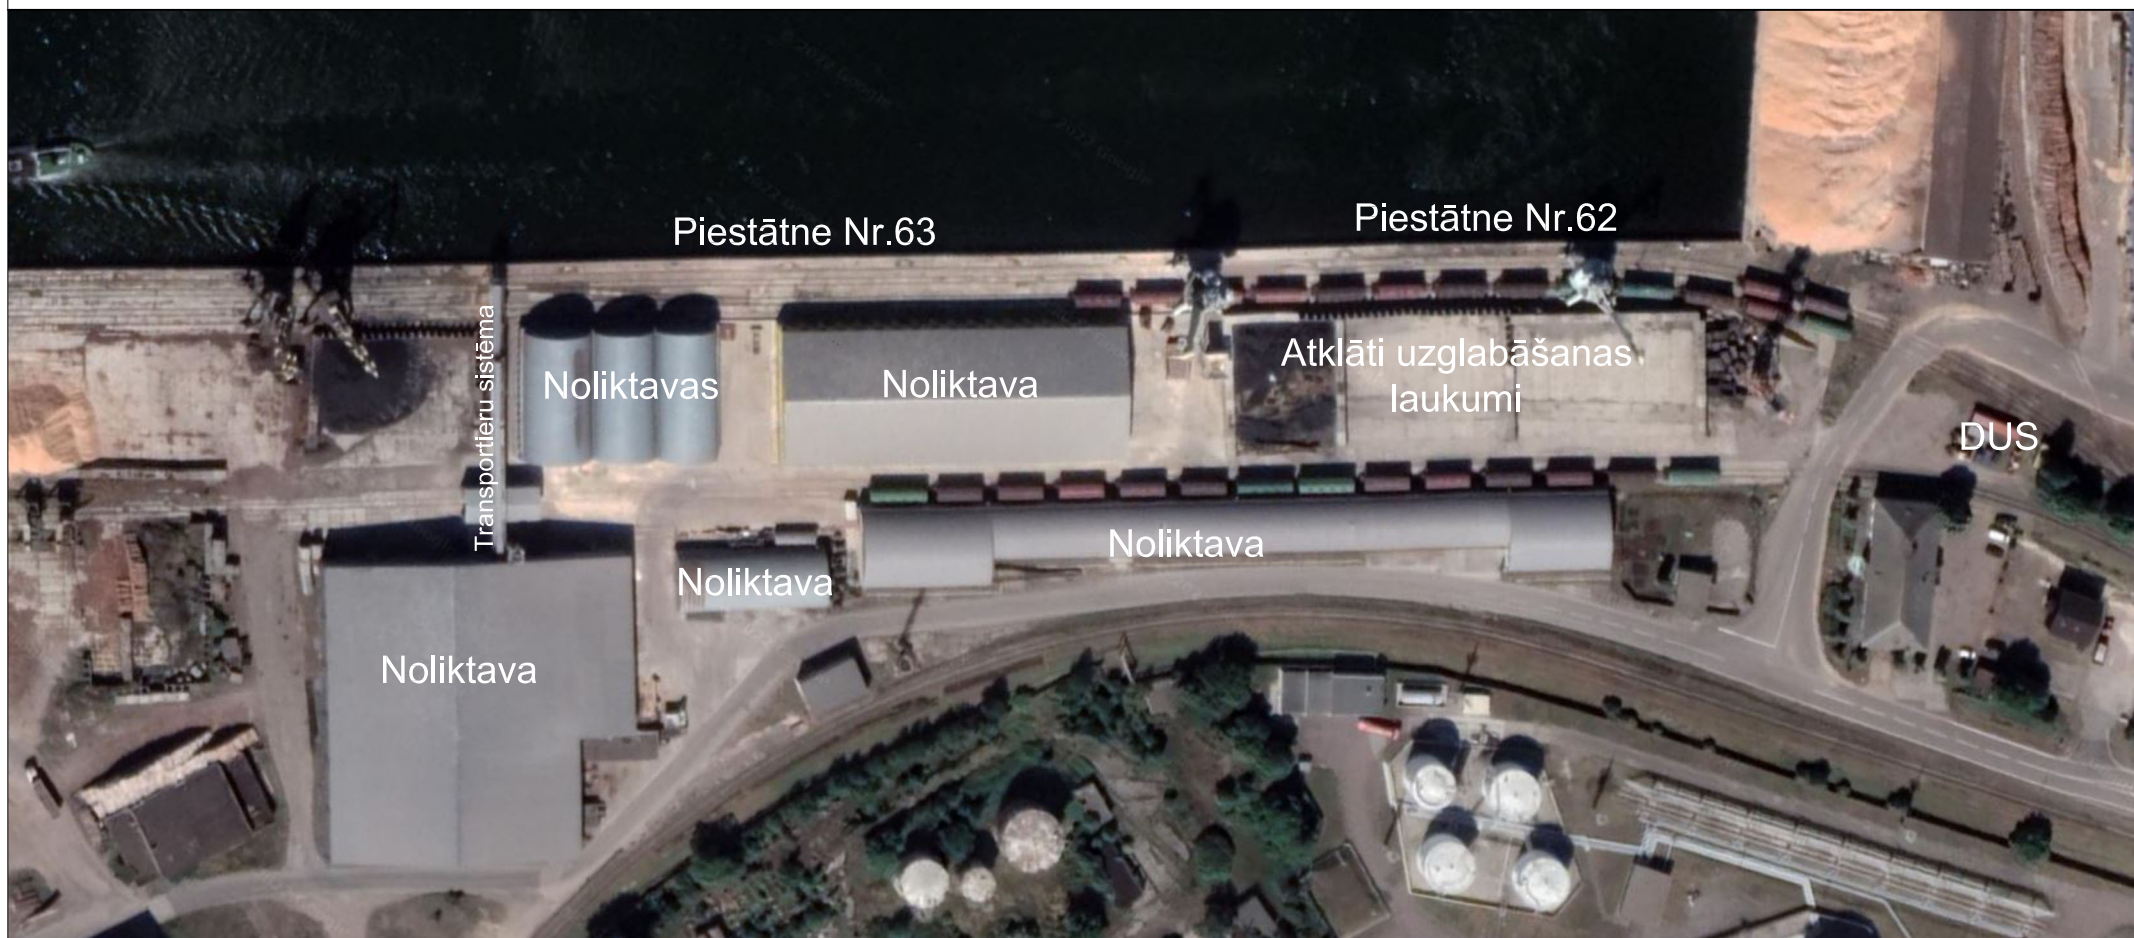 Piestātne Nr.63
Piestātne Nr.62
Transportieru sistēma
Noliktavas
Noliktava
Atklāti uzglabāšanas
laukumi
DUS
Noliktava
Noliktava
Noliktava